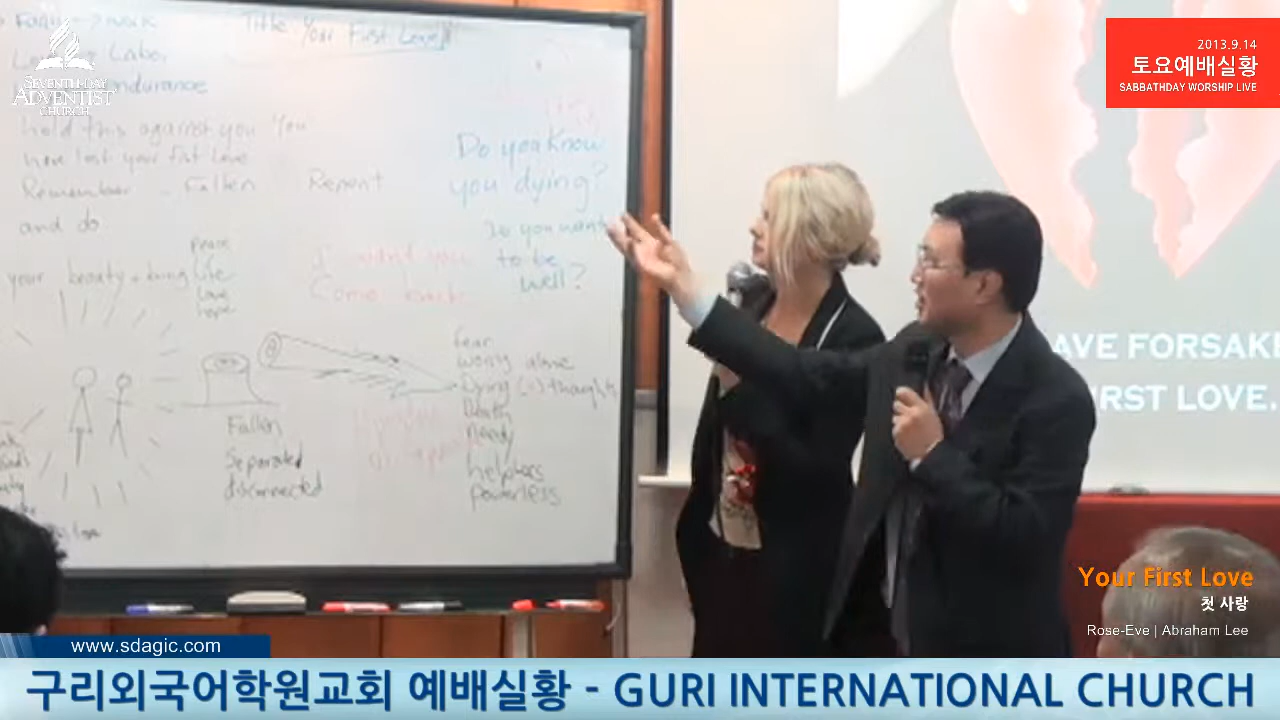 SEVENTH-DAY
ADVENTIST
CHURCH
Title Your First Love
endurance
hold this against you You
have lost your first love
Remember - Fallen Repent
and do
your beauty
peace
Life
Love
hope
Do you know
you dying?
Do you want
to be
well?
I want you
Come back
fear
worry alone
Dying (-) thoughts
Death
needy
helpless
powerless
Fallen
Separated
disconnected
2013.9.14
토요예배실황
SABBATHDAY WORSHIP LIVE
AVE FORSAKE
RST LOVE.
Your First Love
첫 사랑
Rose-Eve | Abraham Lee
www.sdagic.com
구리외국어학원교회 예배실황 - GURI INTERNATIONAL CHURCH